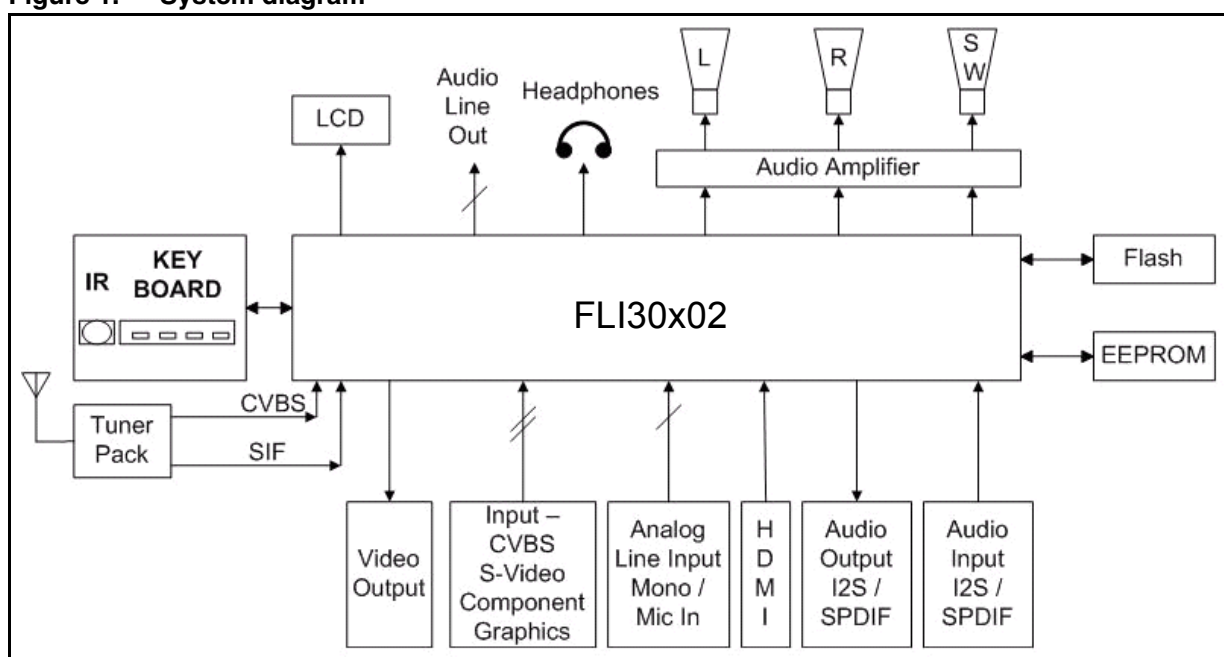 Figure 1. System diagram
L
R
S
W
Audio
Line
Out
Headphones
LCD
Audio Amplifier
IR
KEY
BOARD
FLI30x02
Flash
EEPROM
Tuner
Pack
CVBS
SIF
Video
Output
Input –
CVBS
S-Video
Component
Graphics
Analog
Line Input
Mono /
Mic In
H
D
M
I
Audio
Output
I2S /
SPDIF
Audio
Input
I2S /
SPDIF